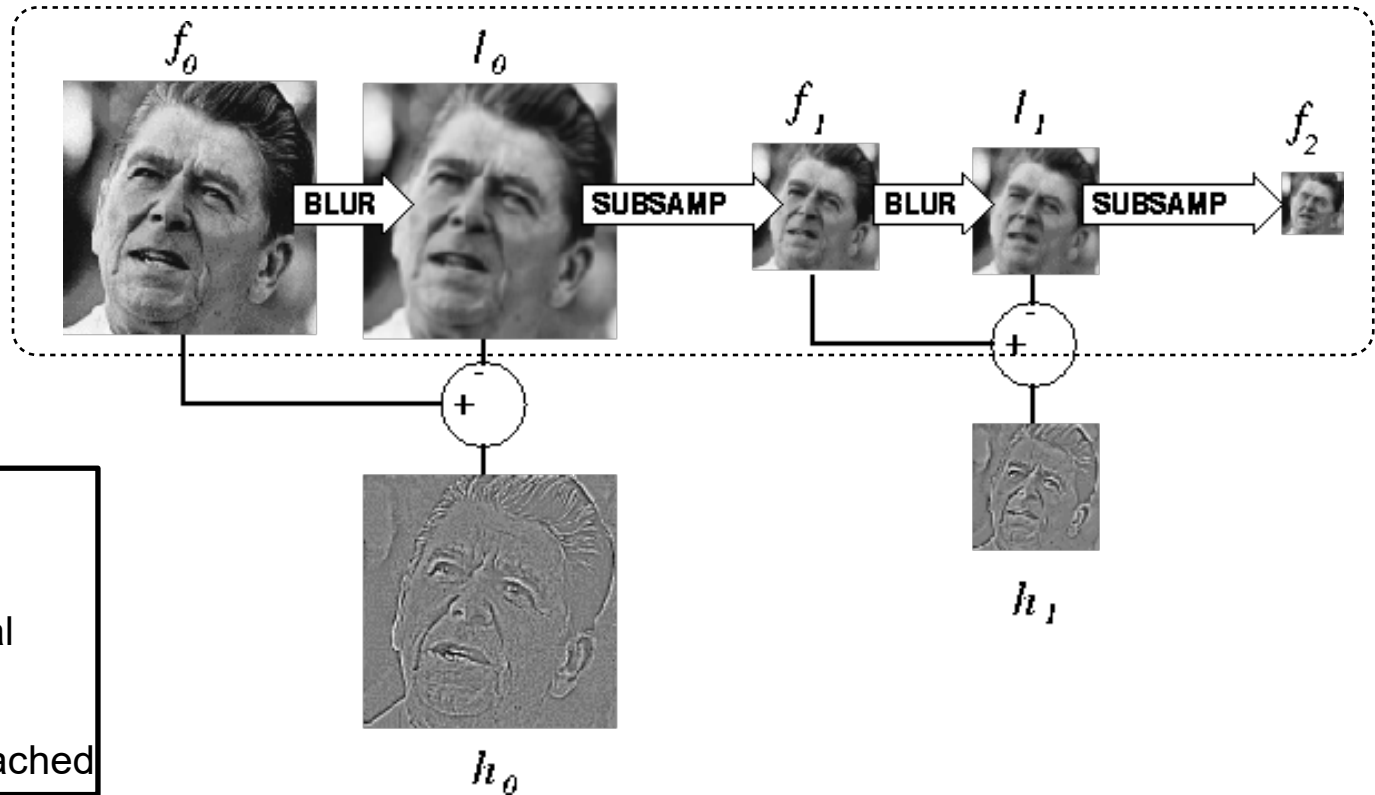 f₀
l₀
f₁
l₁
f₂
BLUR
SUBSAMP
BLUR
SUBSAMP
-
+
-
+
h₁
h₀